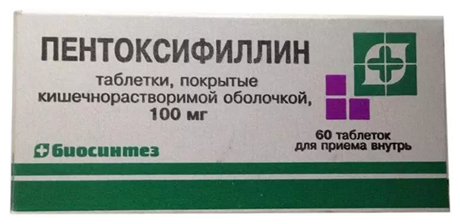 ПЕНТОКСИФИЛЛИН
таблетки, покрытые
кишечнорастворимой оболочкой,
100 мг
60 таблеток
для приема внутрь
биосинтез